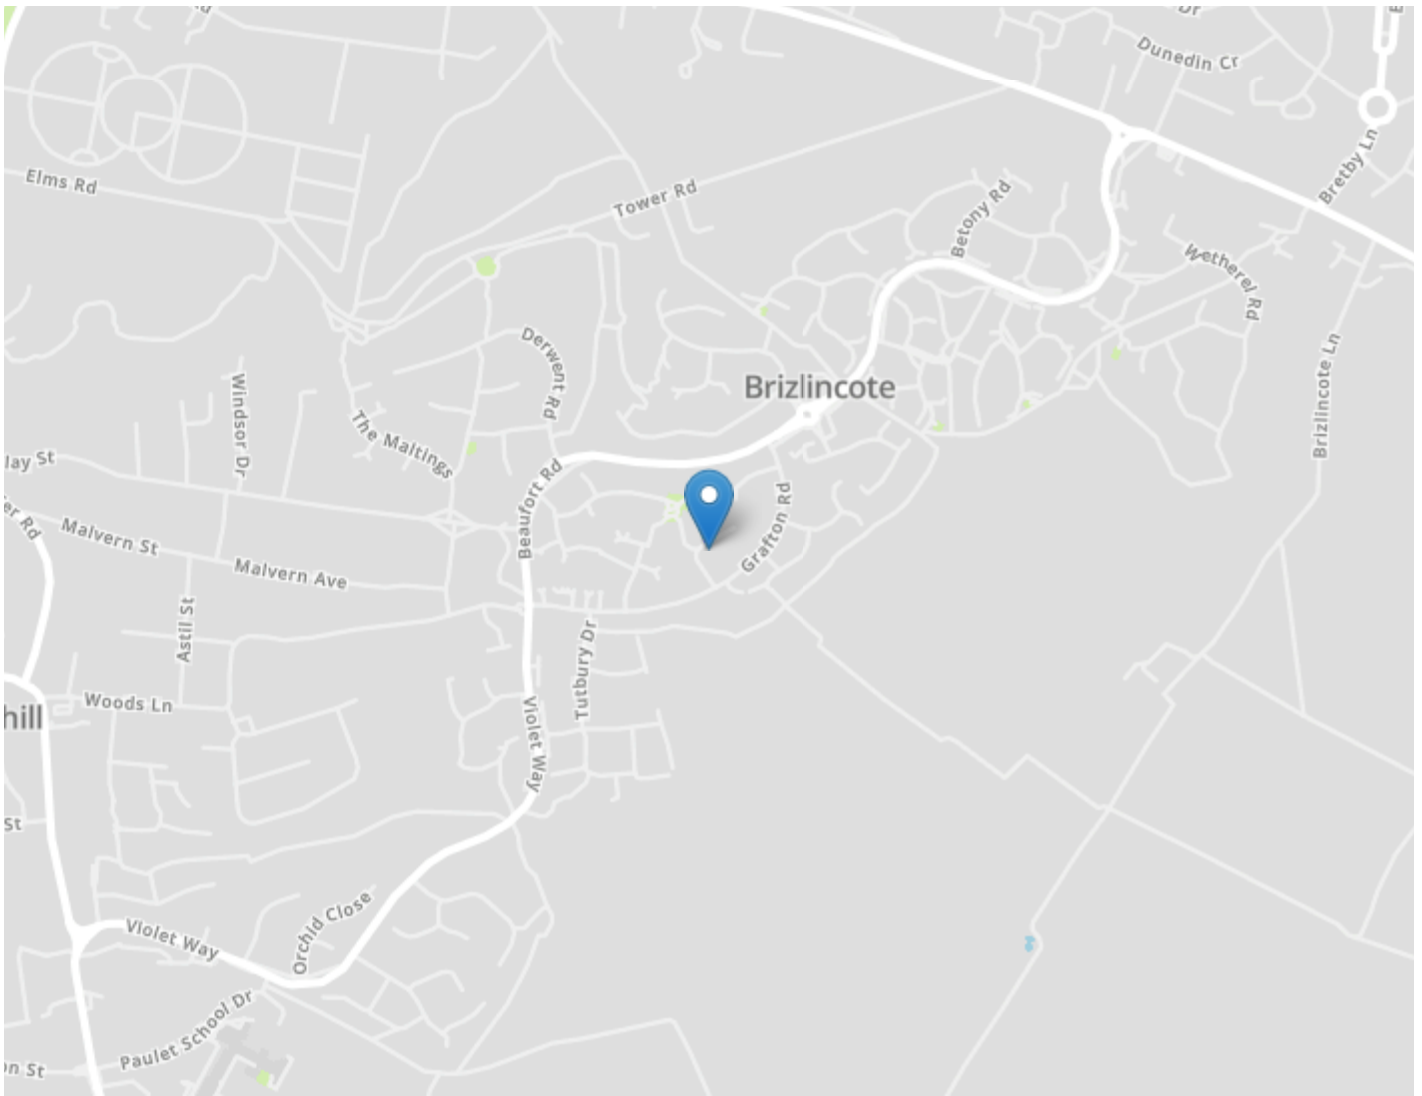 Dr
Dunedin Cr
Bretby Ln
Elms Rd
Tower Rd
Betony Rd
Wetherel Rd
Derwent Rd
Brizlincote Ln
Brizlincote
Windsor Dr
The Maltings
lay St
Beaufort Rd
Grafton Rd
er Rd
Malvern St
Malvern Ave
Astil St
Tutbury Dr
Woods Ln
hill
Violet Way
St
Orchid Close
Violet Way
Paulet School Dr
on St